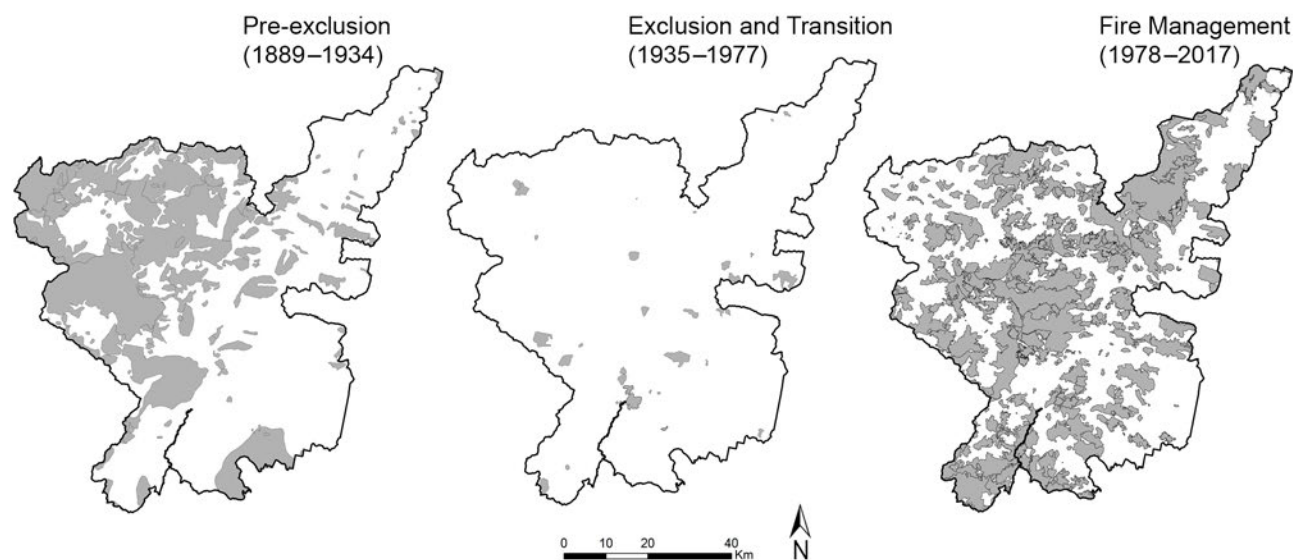 Pre-exclusion
(1889–1934)
Exclusion and Transition
(1935–1977)
Fire Management
(1978–2017)
0 10 20 40
Km
N